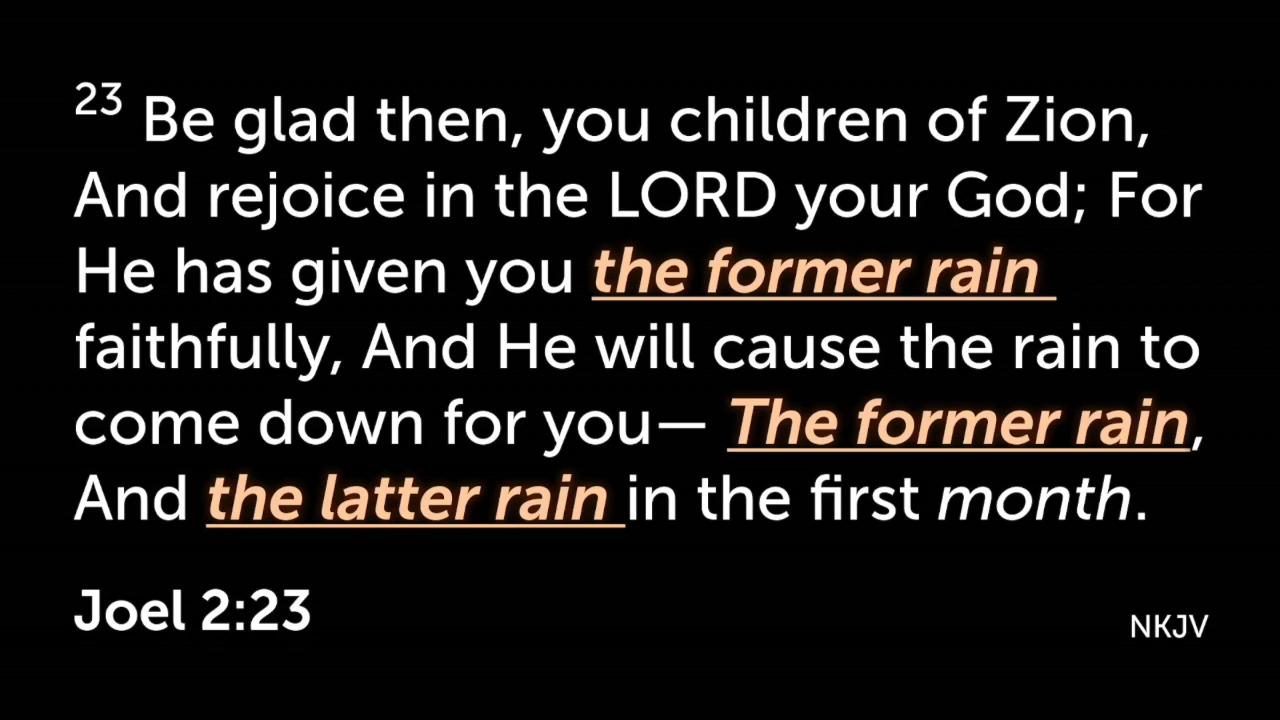 23 Be glad then, you children of Zion,
And rejoice in the LORD your God; For
He has given you the former rain
faithfully, And He will cause the rain to
come down for you— The former rain,
And the latter rain in the first month.
Joel 2:23
NKJV